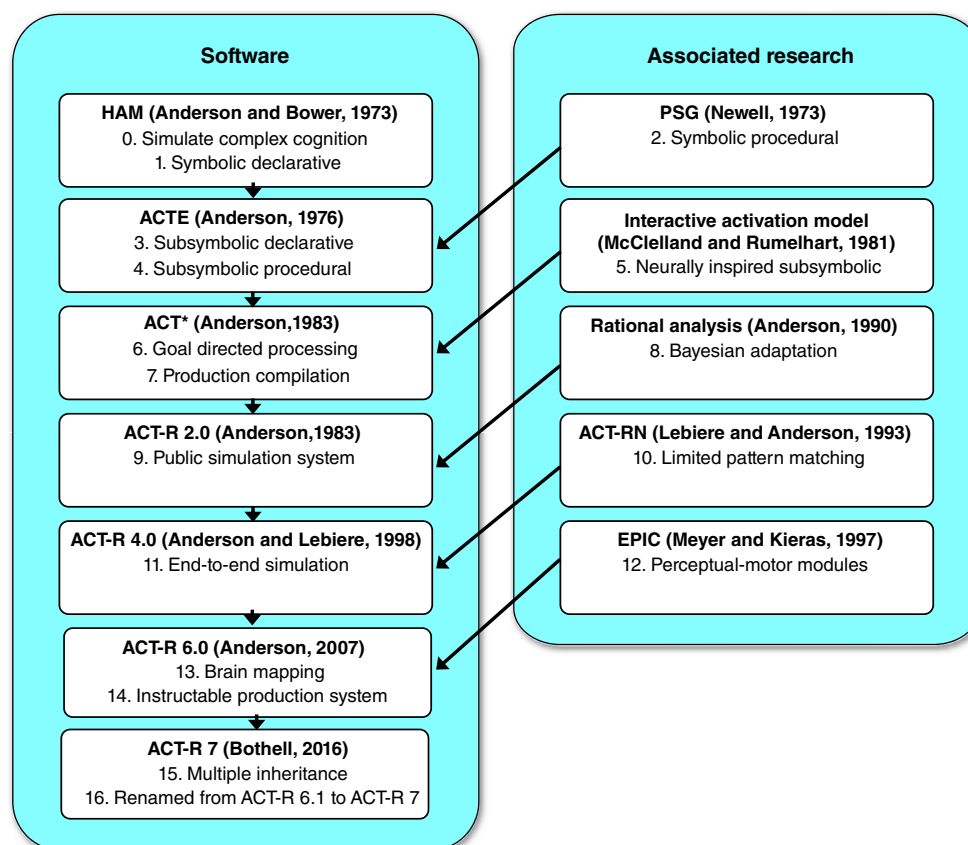 Software
HAM (Anderson and Bower, 1973)
0. Simulate complex cognition
1. Symbolic declarative
ACTE (Anderson, 1976)
3. Subsymbolic declarative
4. Subsymbolic procedural
ACT* (Anderson,1983)
6. Goal directed processing
7. Production compilation
ACT-R 2.0 (Anderson,1983)
9. Public simulation system
ACT-R 4.0 (Anderson and Lebiere, 1998)
11. End-to-end simulation
ACT-R 6.0 (Anderson, 2007)
13. Brain mapping
14. Instructable production system
ACT-R 7 (Bothell, 2016)
15. Multiple inheritance
16. Renamed from ACT-R 6.1 to ACT-R 7
Associated research
PSG (Newell, 1973)
2. Symbolic procedural
Interactive activation model
(McClelland and Rumelhart, 1981)
5. Neurally inspired subsymbolic
Rational analysis (Anderson, 1990)
8. Bayesian adaptation
ACT-RN (Lebiere and Anderson, 1993)
10. Limited pattern matching
EPIC (Meyer and Kieras, 1997)
12. Perceptual-motor modules